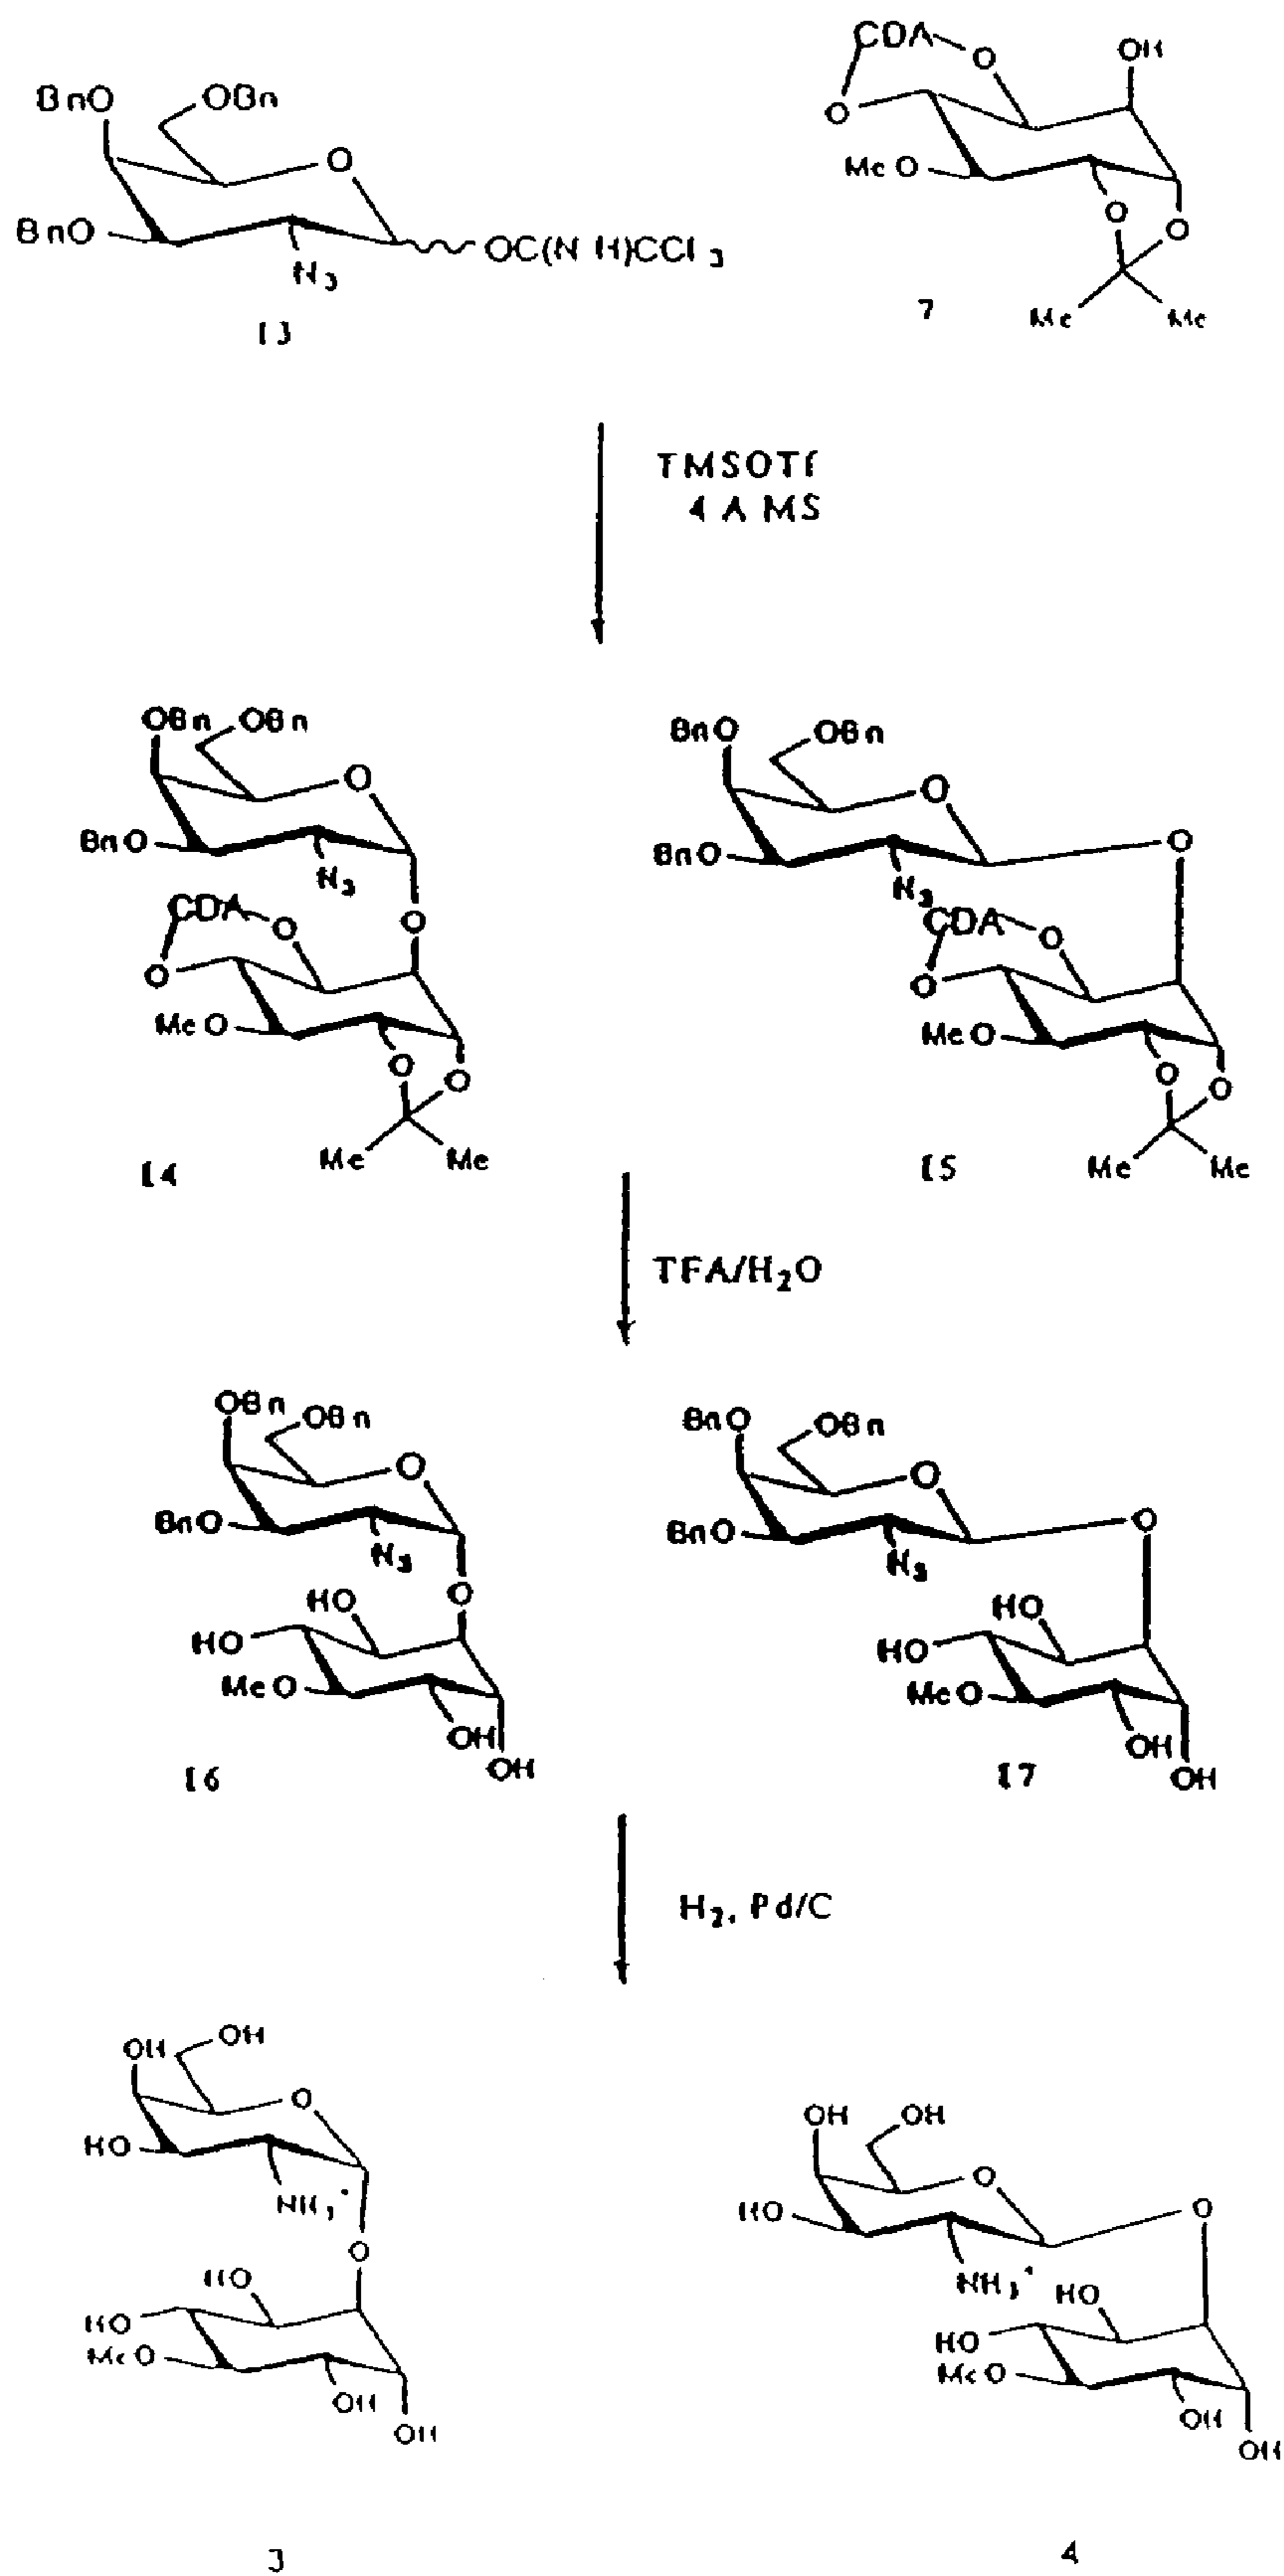 CDA O OH
BnO OBn O
O
MeO
BnO OC(NH)CCl3
N3 O O
13 7 Me Me
TMSOTf
4 A MS
OBn OBn BnO OBn
O O
BnO BnO O
N3 N3
CDA O O CDA O
O O
MeO MeO
O O O O
Me Me Me Me
14 15
TFA/H2O
OBn OBn BnO OBn
O O
BnO BnO O
N3 N3
HO O HO
HO HO
MeO MeO
OH OH
OH OH
16 17
H2, Pd/C
OH OH
O OH OH
HO O O
NH3+ HO
O NH3+
HO HO
HO HO
MeO MeO
OH OH
OH OH
3 4